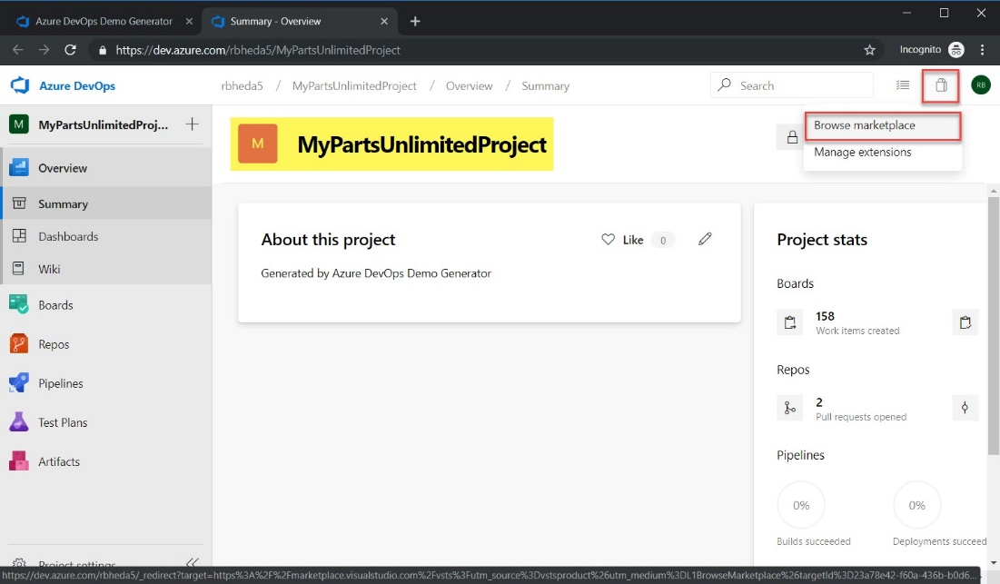 Azure DevOps Demo Generator
Summary - Overview
https://dev.azure.com/rbheda5/MyPartsUnlimitedProject
Incognito
Azure DevOps
rbheda5 / MyPartsUnlimitedProject / Overview / Summary
Search
RB
M MyPartsUnlimitedProj...
M MyPartsUnlimitedProject
Browse marketplace
Manage extensions
Overview
Summary
Dashboards
Wiki
Boards
Repos
Pipelines
Test Plans
Artifacts
Project settings
About this project
Like 0
Generated by Azure DevOps Demo Generator
Project stats
Boards
158
Work items created
Repos
2
Pull requests opened
Pipelines
0% 0%
Builds succeeded Deployments succeed
https://dev.azure.com/rbheda5/_redirect?target=https%3A%2F%2Fmarketplace.visualstudio.com%2Fvsts%3Futm_source%3Dvstsproduct%26utm_medium%3DL1BrowseMarketplace%26targetId%3D23a78e42-f60a-436b-b0d6...